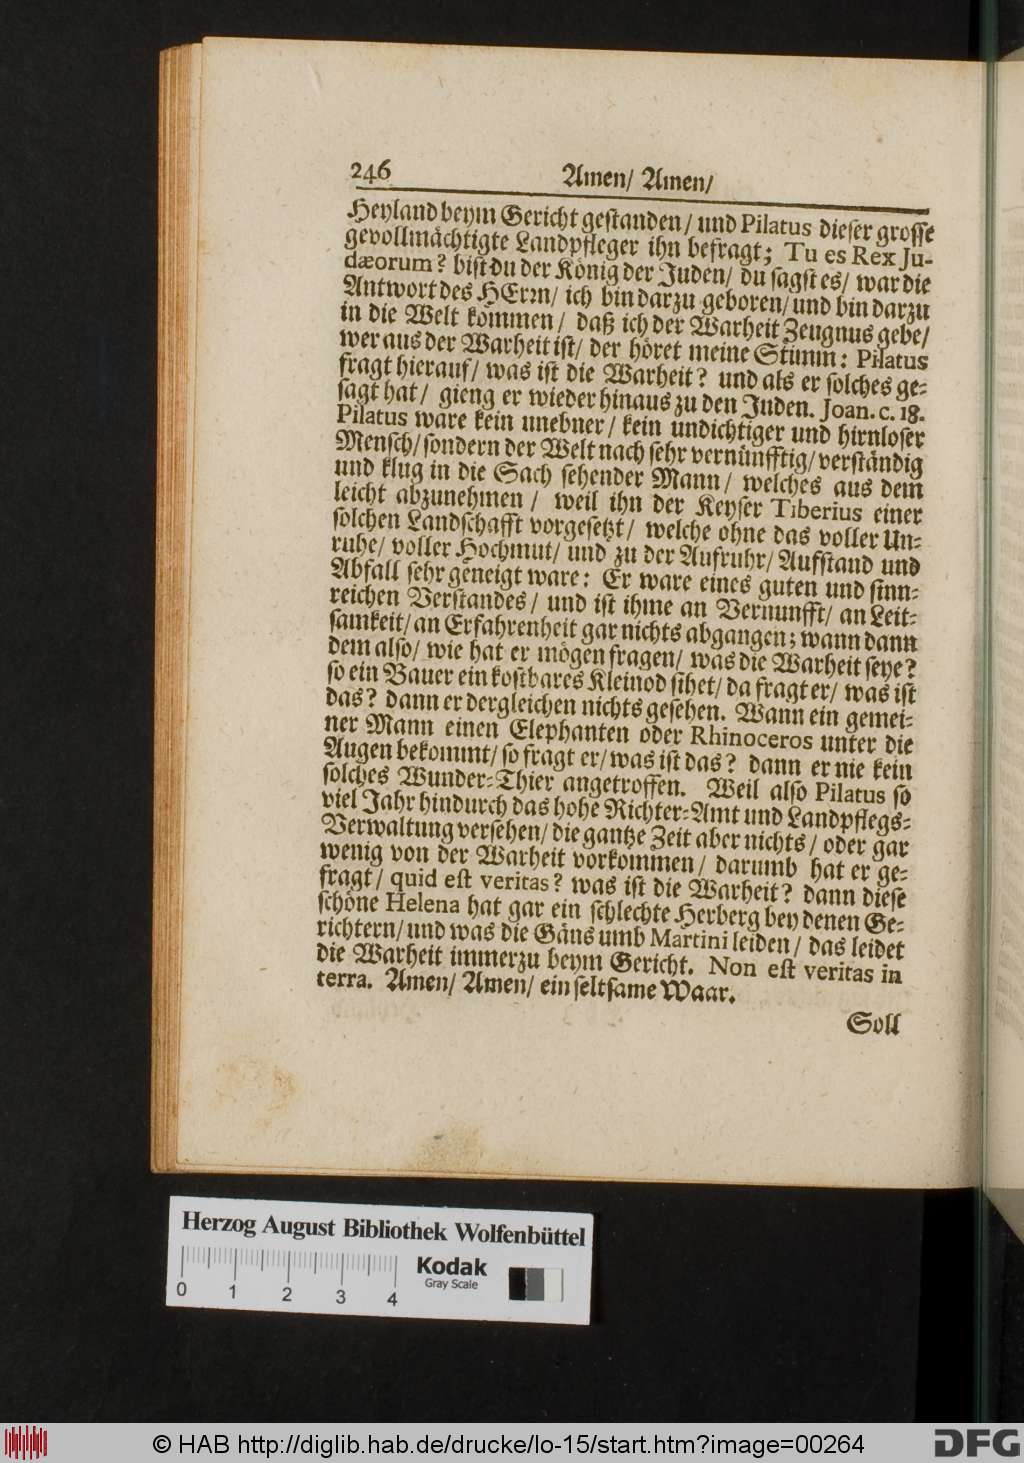 246 Amen/ Amen/
Heyland beym Gericht gestanden/ und Pilatus dieser grosse
gevollmächtigte Landpfleger ihn befragt; Tu es Rex Ju-
dæorum? bist du der König der Juden/ du sagst es/ war die
Antwort des HErrn/ ich bin darzu geboren/ und bin darzu
in die Welt kommen/ daß ich der Warheit Zeugnus gebe/
wer aus der Warheit ist/ der höret meine Stimm: Pilatus
fragt hierauf/ was ist die Warheit? und als er solches ge-
sagt hat/ gieng er wieder hinaus zu den Juden. Joan. c. 18.
Pilatus ware kein unebner/ kein undichtiger und hirnloser
Mensch/ sondern der Welt nach sehr vernünfftig/ verständig
und klug in die Sach sehender Mann/ welches aus dem
leicht abzunehmen/ weil ihn der Keyser Tiberius einer
solchen Landschafft vorgesetzt/ welche ohne das voller Un-
ruhe/ voller Hochmut/ und zu der Aufruhr/ Aufstand und
Abfall sehr geneigt ware: Er ware eines guten und sinn-
reichen Verstandes/ und ist ihme an Vernunfft/ an Leit-
samkeit/ an Erfahrenheit gar nichts abgangen; wann dann
dem also/ wie hat er mögen fragen/ was die Warheit seye?
so ein Bauer ein kostbares Kleinod sihet/ da fragt er/ was ist
das? dann er dergleichen nichts gesehen. Wann ein gemei-
ner Mann einen Elephanten oder Rhinoceros unter die
Augen bekommt/ so fragt er/ was ist das? dann er nie kein
solches Wunder-Thier angetroffen. Weil also Pilatus so
viel Jahr hindurch das hohe Richter-Amt und Landpflegs-
Verwaltung versehen/ die gantze Zeit aber nichts/ oder gar
wenig von der Warheit vorkommen/ darumb hat er ge-
fragt/ quid est veritas? was ist die Warheit? dann diese
schöne Helena hat gar ein schlechte Herberg bey denen Ge-
richtern/ und was die Gäns umb Martini leiden/ das leidet
die Warheit immerzu beym Gericht. Non est veritas in
terra. Amen/ Amen/ ein seltsame Waar.
Soll
Herzog August Bibliothek Wolfenbüttel
Kodak
Gray Scale
0 1 2 3 4
© HAB http://diglib.hab.de/drucke/lo-15/start.htm?image=00264
DFG